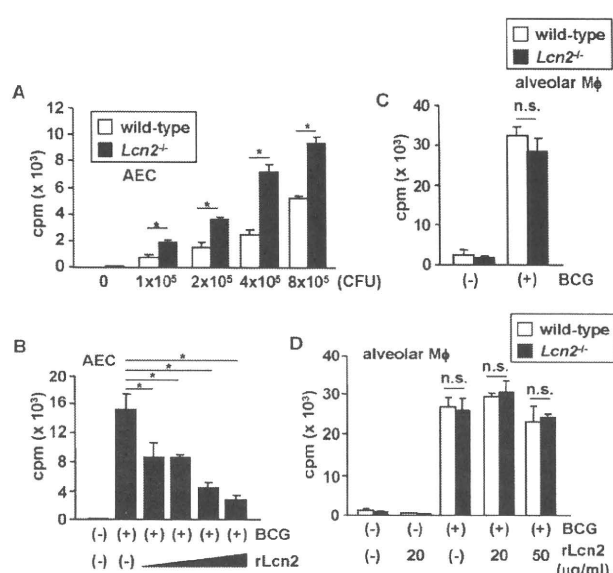 A
wild-type
Lcn2-/-
AEC
cpm (x 10³)
12
10
8
6
4
2
0
* * * *
0 1x10⁵ 2x10⁵ 4x10⁵ 8x10⁵ (CFU)
B
AEC
cpm (x 10³)
16
12
8
4
0
*
*
*
*
(-) (+) (+) (+) (+) (+) BCG
(-) (-) rLcn2
wild-type
Lcn2-/-
C
alveolar Mϕ
n.s.
cpm (x 10³)
40
30
20
10
0
(-) (+) BCG
wild-type
Lcn2-/-
D
alveolar Mϕ
n.s. n.s. n.s.
cpm (x 10³)
40
30
20
10
0
(-) (-) (+) (+) (+) BCG
(-) 20 (-) 20 50 rLcn2
(μg/ml)